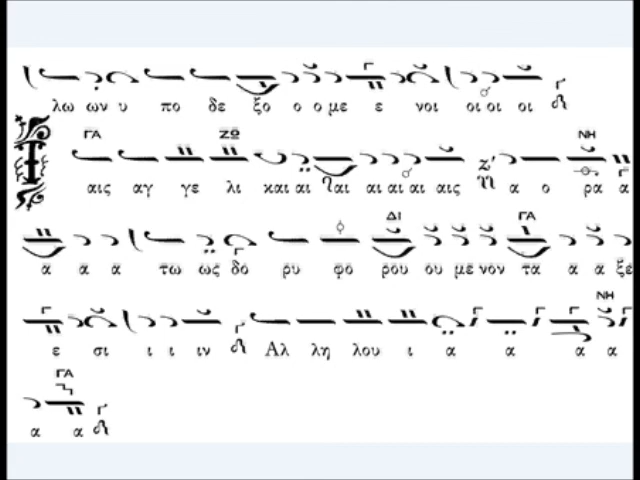 λω ων υ πο δε ξο ο ο με ε νοι οι οι οι
ΓΑ ΖΩ ΝΗ
Τ αις αγ γε λι και αι αι αι αι αι αις α ο ρα α
ΔΙ ΓΑ
α α α τω ως δο ρυ φο ρου ου με νον τα α α ξε
ΝΗ
ε σι ι ι ιν Αλ λη λου ι α α α α
ΓΑ
α α